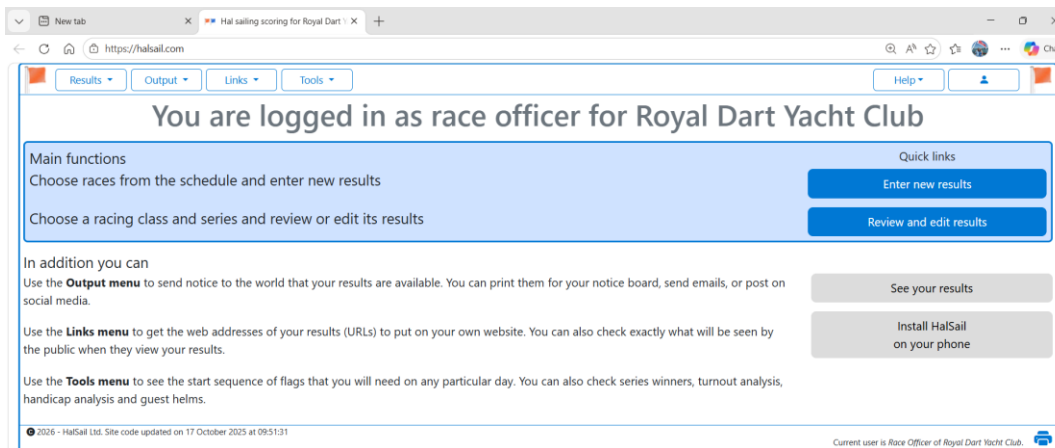 New tab
Hal sailing scoring for Royal Dart Y
https://halsail.com
Results
Output
Links
Tools
Help
You are logged in as race officer for Royal Dart Yacht Club
Main functions
Quick links
Choose races from the schedule and enter new results
Enter new results
Choose a racing class and series and review or edit its results
Review and edit results
In addition you can
Use the Output menu to send notice to the world that your results are available. You can print them for your notice board, send emails, or post on
social media.
See your results
Use the Links menu to get the web addresses of your results (URLs) to put on your own website. You can also check exactly what will be seen by
the public when they view your results.
Install HalSail
on your phone
Use the Tools menu to see the start sequence of flags that you will need on any particular day. You can also check series winners, turnout analysis,
handicap analysis and guest helms.
© 2026 - HalSail Ltd. Site code updated on 17 October 2025 at 09:51:31
Current user is Race Officer of Royal Dart Yacht Club.